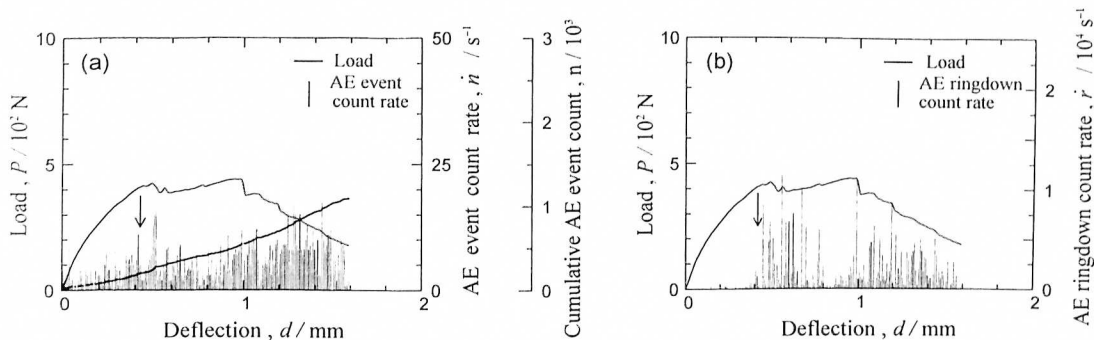 (a)
Load
AE event
count rate
10
5
0
Load , P / 10² N
0
1
2
Deflection , d / mm
50
25
0
AE event count rate , ṅ / s⁻¹
3
2
1
0
Cumulative AE event count , n / 10³
(b)
Load
AE ringdown
count rate
10
5
0
Load , P / 10² N
0
1
2
Deflection , d / mm
2
1
0
AE ringdown count rate , ṙ / 10⁴ s⁻¹